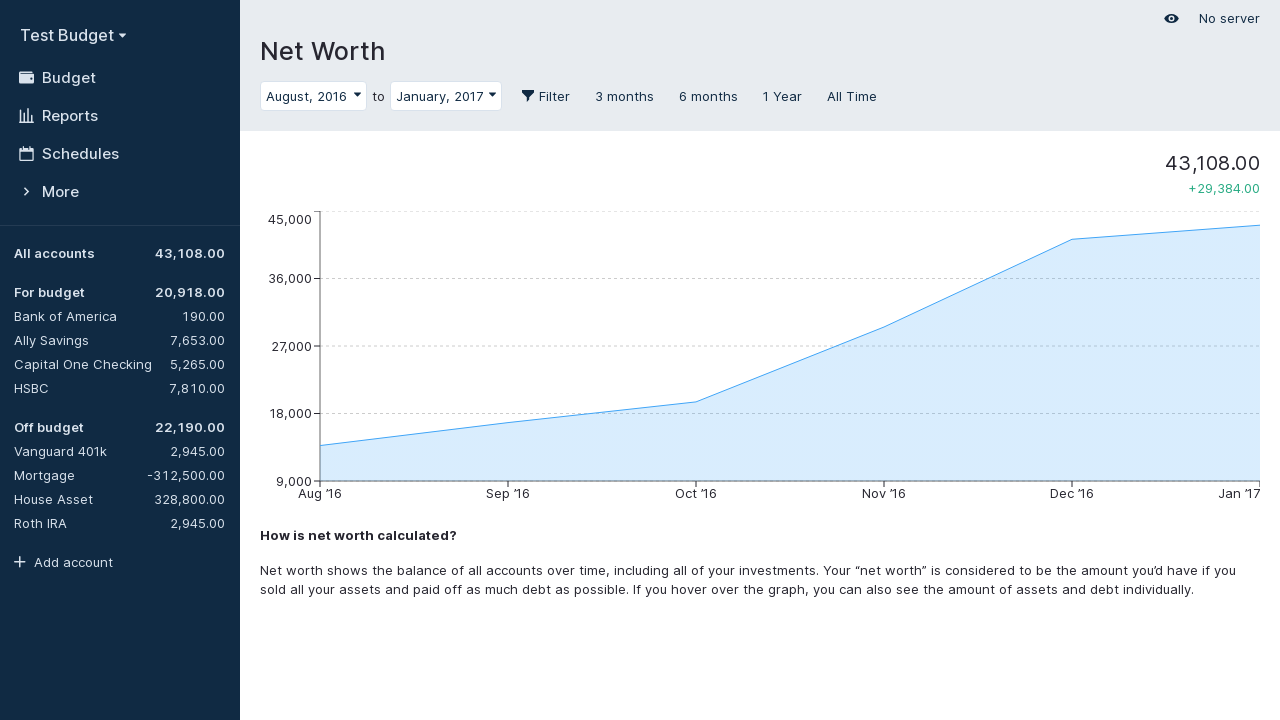 Test Budget
Budget
Reports
Schedules
More
All accounts 43,108.00
For budget 20,918.00
Bank of America 190.00
Ally Savings 7,653.00
Capital One Checking 5,265.00
HSBC 7,810.00
Off budget 22,190.00
Vanguard 401k 2,945.00
Mortgage -312,500.00
House Asset 328,800.00
Roth IRA 2,945.00
Add account
No server
Net Worth
August, 2016 to January, 2017 Filter 3 months 6 months 1 Year All Time
43,108.00
+29,384.00
45,000
36,000
27,000
18,000
9,000
Aug ‘16 Sep ‘16 Oct ‘16 Nov ‘16 Dec ‘16 Jan ‘17
How is net worth calculated?
Net worth shows the balance of all accounts over time, including all of your investments. Your “net worth” is considered to be the amount you’d have if you
sold all your assets and paid off as much debt as possible. If you hover over the graph, you can also see the amount of assets and debt individually.